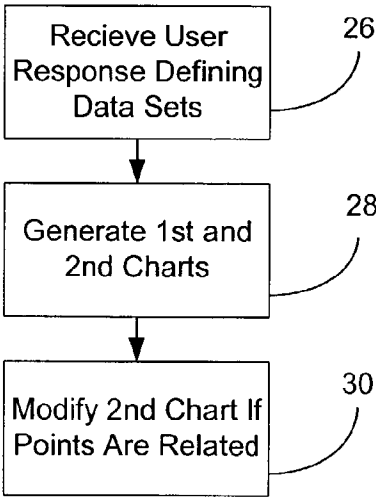 Recieve User
Response Defining
Data Sets
26
Generate 1st and
2nd Charts
28
Modify 2nd Chart If
Points Are Related
30